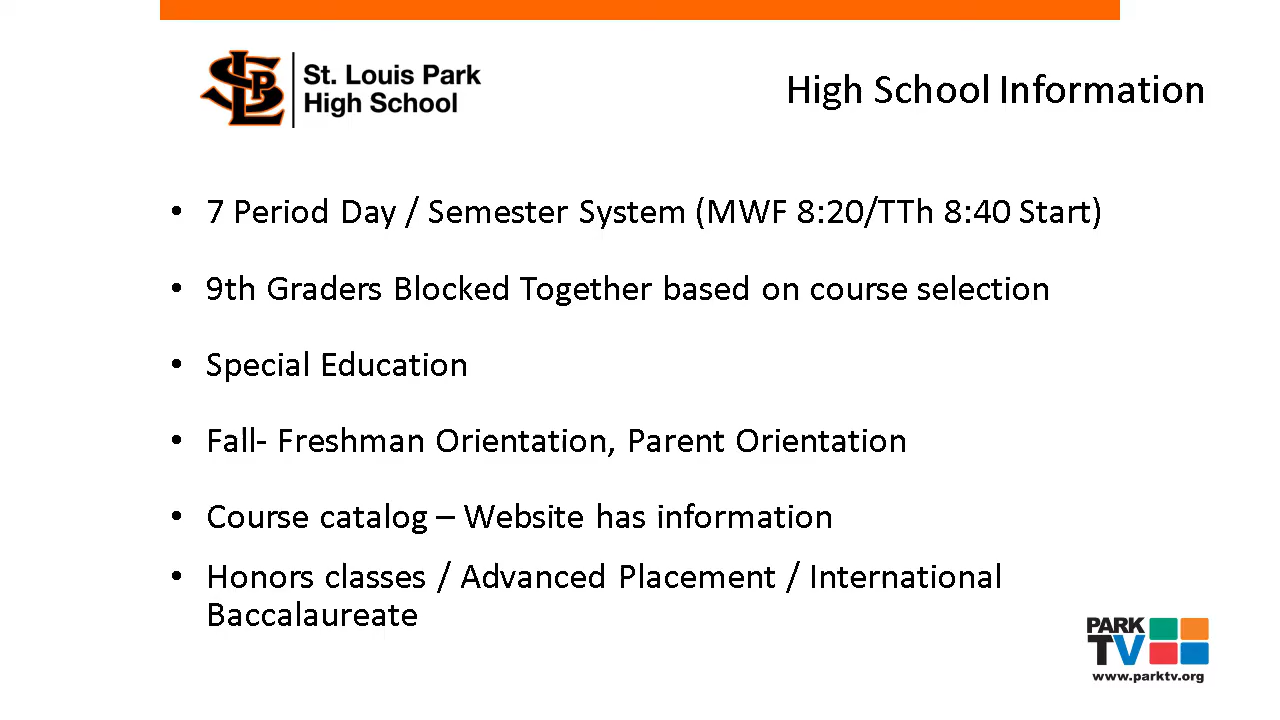 SLP
St. Louis Park
High School
High School Information
• 7 Period Day / Semester System (MWF 8:20/TTh 8:40 Start)
• 9th Graders Blocked Together based on course selection
• Special Education
• Fall- Freshman Orientation, Parent Orientation
• Course catalog – Website has information
• Honors classes / Advanced Placement / International
Baccalaureate
PARK
TV
www.parktv.org